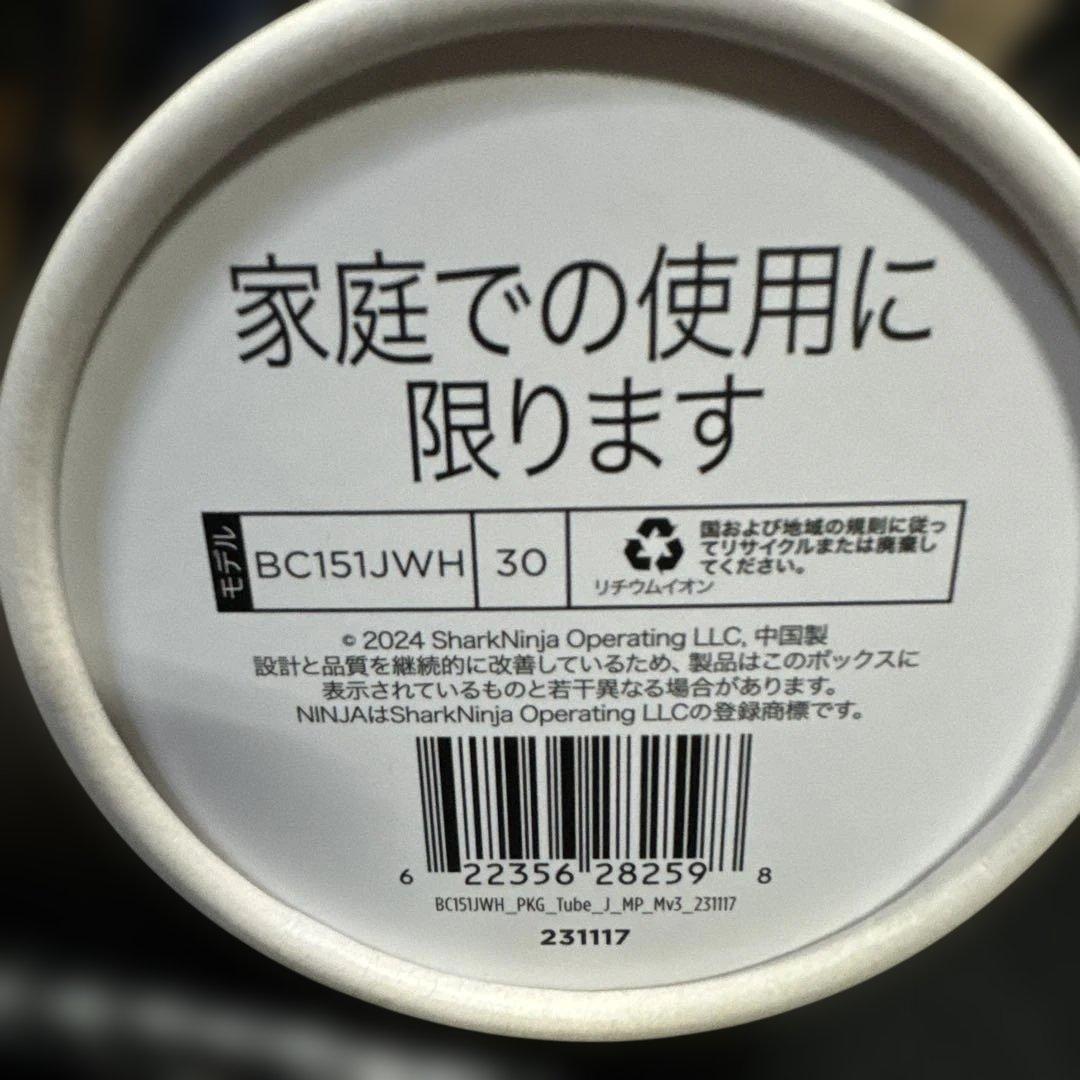 家庭での使用に
限ります
モデル
BC151JWH
30
リチウムイオン
国および地域の規則に従っ
てリサイクルまたは廃棄し
てください。
© 2024 SharkNinja Operating LLC, 中国製
設計と品質を継続的に改善しているため、製品はこのボックスに
表示されているものと若干異なる場合があります。
NINJAはSharkNinja Operating LLCの登録商標です。
6 22356 28259 8
BC151JWH_PKG_Tube_J_MP_Mv3_231117
231117